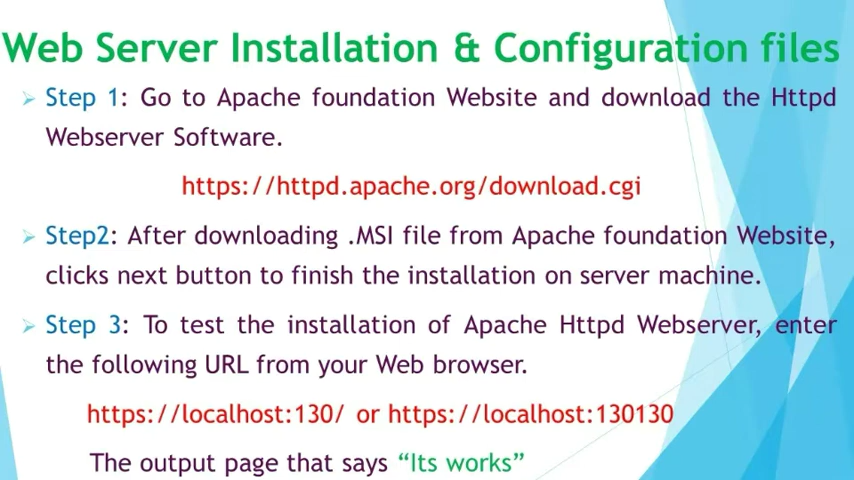 Web Server Installation & Configuration files
Step 1: Go to Apache foundation Website and download the Httpd
Webserver Software.
https://httpd.apache.org/download.cgi
Step2: After downloading .MSI file from Apache foundation Website,
clicks next button to finish the installation on server machine.
Step 3: To test the installation of Apache Httpd Webserver, enter
the following URL from your Web browser.
https://localhost:130/ or https://localhost:130130
The output page that says “Its works”